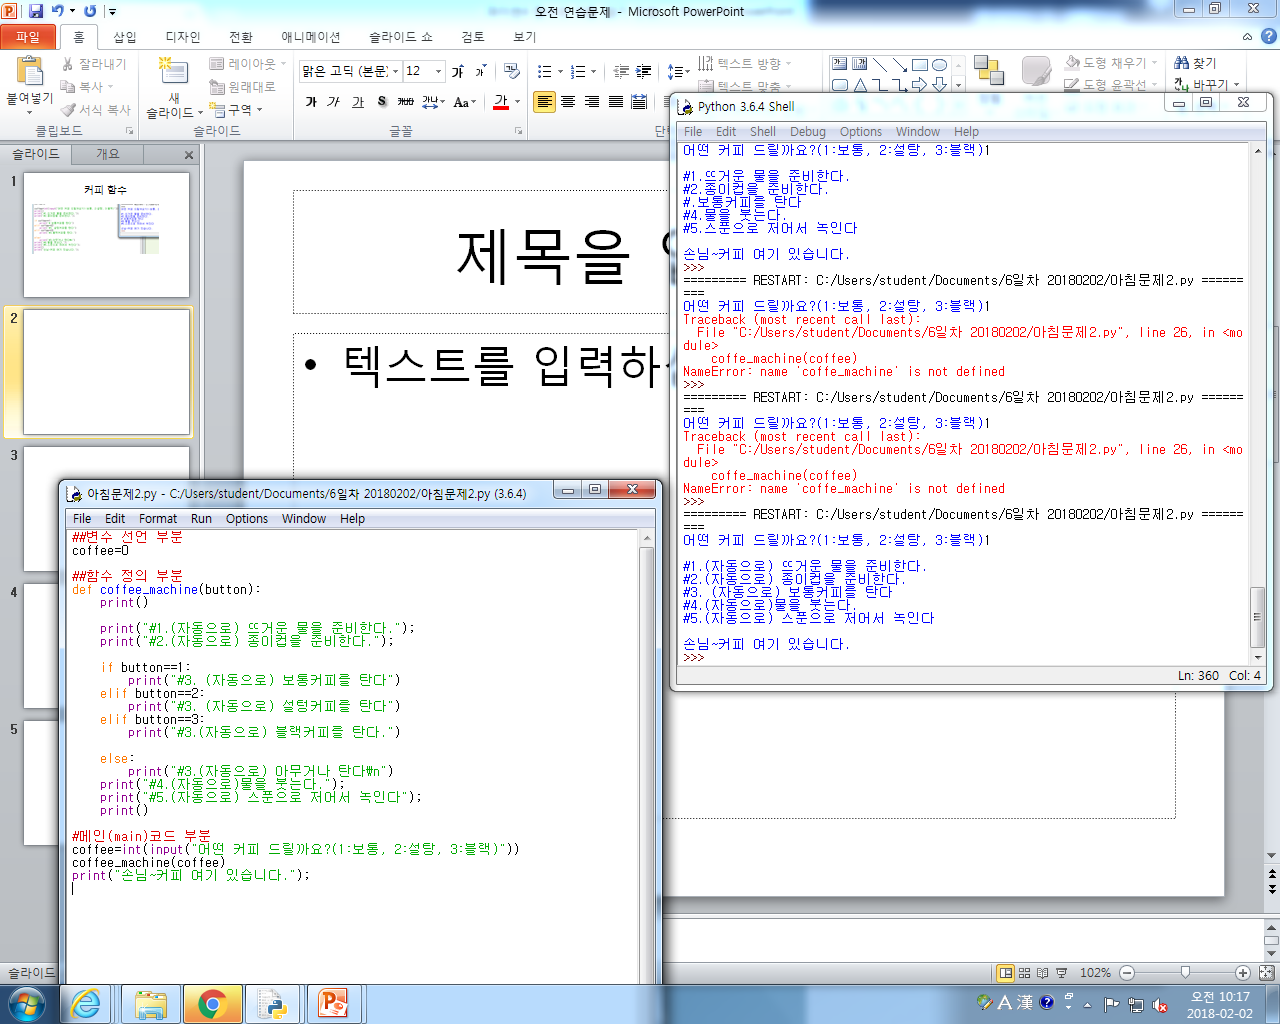 오전 연습문제 - Microsoft PowerPoint
파일 홈 삽입 디자인 전환 애니메이션 슬라이드 쇼 검토 보기
붙여넣기
잘라내기
복사
서식 복사
클립보드
새 슬라이드
레이아웃
원래대로
구역
슬라이드
맑은 고딕 (본문) 12
가 가 가 S 가나 Aa 가
글꼴
텍스트 방향
텍스트 맞춤
도형 채우기
도형 윤곽선
찾기
바꾸기
슬라이드 개요
1
커피 함수
2
3
4
5
제목을
• 텍스트를 입력하
Python 3.6.4 Shell
File Edit Shell Debug Options Window Help
어떤 커피 드릴까요?(1:보통, 2:설탕, 3:블랙)1
#1.뜨거운 물을 준비한다.
#2.종이컵을 준비한다.
#.보통커피를 탄다
#4.물을 붓는다.
#5.스푼으로 저어서 녹인다
손님~커피 여기 있습니다.
>>>
========= RESTART: C:/Users/student/Documents/6일차 20180202/아침문제2.py ======
===
어떤 커피 드릴까요?(1:보통, 2:설탕, 3:블랙)1
Traceback (most recent call last):
File "C:/Users/student/Documents/6일차 20180202/아침문제2.py", line 26, in <mo
dule>
coffe_machine(coffee)
NameError: name 'coffe_machine' is not defined
>>>
========= RESTART: C:/Users/student/Documents/6일차 20180202/아침문제2.py ======
===
어떤 커피 드릴까요?(1:보통, 2:설탕, 3:블랙)1
Traceback (most recent call last):
File "C:/Users/student/Documents/6일차 20180202/아침문제2.py", line 26, in <mo
dule>
coffe_machine(coffee)
NameError: name 'coffe_machine' is not defined
>>>
========= RESTART: C:/Users/student/Documents/6일차 20180202/아침문제2.py ======
===
어떤 커피 드릴까요?(1:보통, 2:설탕, 3:블랙)1
#1.(자동으로) 뜨거운 물을 준비한다.
#2.(자동으로) 종이컵을 준비한다.
#3. (자동으로) 보통커피를 탄다
#4.(자동으로)물을 붓는다.
#5.(자동으로) 스푼으로 저어서 녹인다
손님~커피 여기 있습니다.
>>>
Ln: 360 Col: 4
아침문제2.py - C:/Users/student/Documents/6일차 20180202/아침문제2.py (3.6.4)
File Edit Format Run Options Window Help
##변수 선언 부분
coffee=0
##함수 정의 부분
def coffee_machine(button):
print()
print("#1.(자동으로) 뜨거운 물을 준비한다.");
print("#2.(자동으로) 종이컵을 준비한다.");
if button==1:
print("#3. (자동으로) 보통커피를 탄다")
elif button==2:
print("#3. (자동으로) 설텅커피를 탄다")
elif button==3:
print("#3.(자동으로) 블랙커피를 탄다.")
else:
print("#3.(자동으로) 아무거나 탄다\n")
print("#4.(자동으로)물을 붓는다.");
print("#5.(자동으로) 스푼으로 저어서 녹인다");
print()
#메인(main)코드 부분
coffee=int(input("어떤 커피 드릴까요?(1:보통, 2:설탕, 3:블랙)"))
coffee_machine(coffee)
print("손님~커피 여기 있습니다.");
슬라이드
102%
A 漢
오전 10:17
2018-02-02